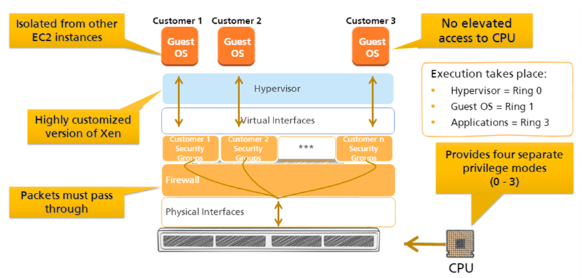 Customer 1
Customer 2
Customer 3
Isolated from other
EC2 instances
Guest
OS
Guest
OS
Guest
OS
No elevated
access to CPU
Hypervisor
Execution takes place:
• Hypervisor = Ring 0
• Guest OS = Ring 1
• Applications = Ring 3
Highly customized
version of Xen
Virtual Interfaces
Customer 1
Security
Groups
Customer 2
Security
Groups
***
Customer n
Security
Groups
Provides four separate
privilege modes
(0 - 3)
Packets must pass
through
Firewall
Physical Interfaces
CPU